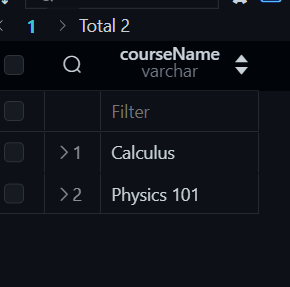 1 Total 2
courseName
varchar
Filter
1 Calculus
2 Physics 101